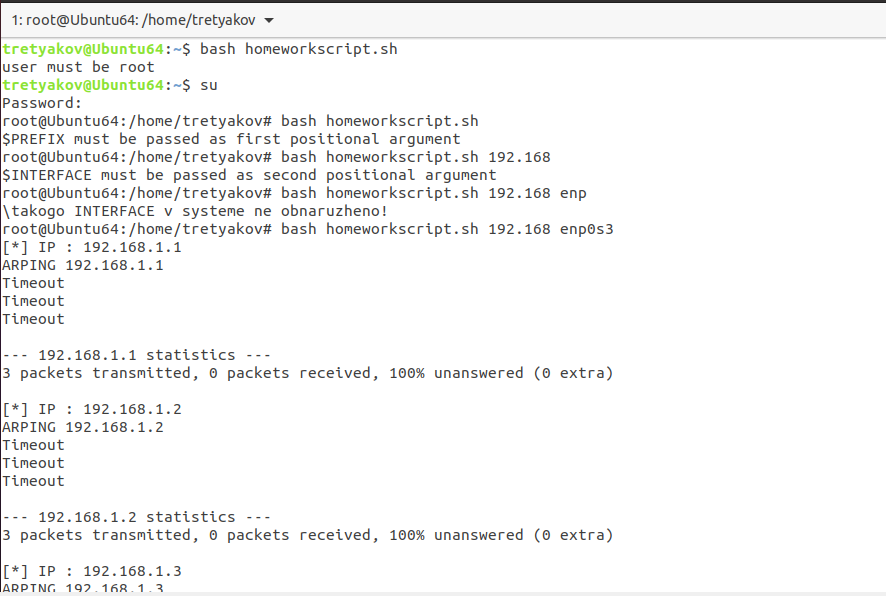 1: root@Ubuntu64: /home/tretyakov
tretyakov@Ubuntu64:~$ bash homeworkscript.sh
user must be root
tretyakov@Ubuntu64:~$ su
Password:
root@Ubuntu64:/home/tretyakov# bash homeworkscript.sh
$PREFIX must be passed as first positional argument
root@Ubuntu64:/home/tretyakov# bash homeworkscript.sh 192.168
$INTERFACE must be passed as second positional argument
root@Ubuntu64:/home/tretyakov# bash homeworkscript.sh 192.168 enp
\takogo INTERFACE v systeme ne obnaruzheno!
root@Ubuntu64:/home/tretyakov# bash homeworkscript.sh 192.168 enp0s3
[*] IP : 192.168.1.1
ARPING 192.168.1.1
Timeout
Timeout
Timeout
--- 192.168.1.1 statistics ---
3 packets transmitted, 0 packets received, 100% unanswered (0 extra)
[*] IP : 192.168.1.2
ARPING 192.168.1.2
Timeout
Timeout
Timeout
--- 192.168.1.2 statistics ---
3 packets transmitted, 0 packets received, 100% unanswered (0 extra)
[*] IP : 192.168.1.3
ARPING 192.168.1.3